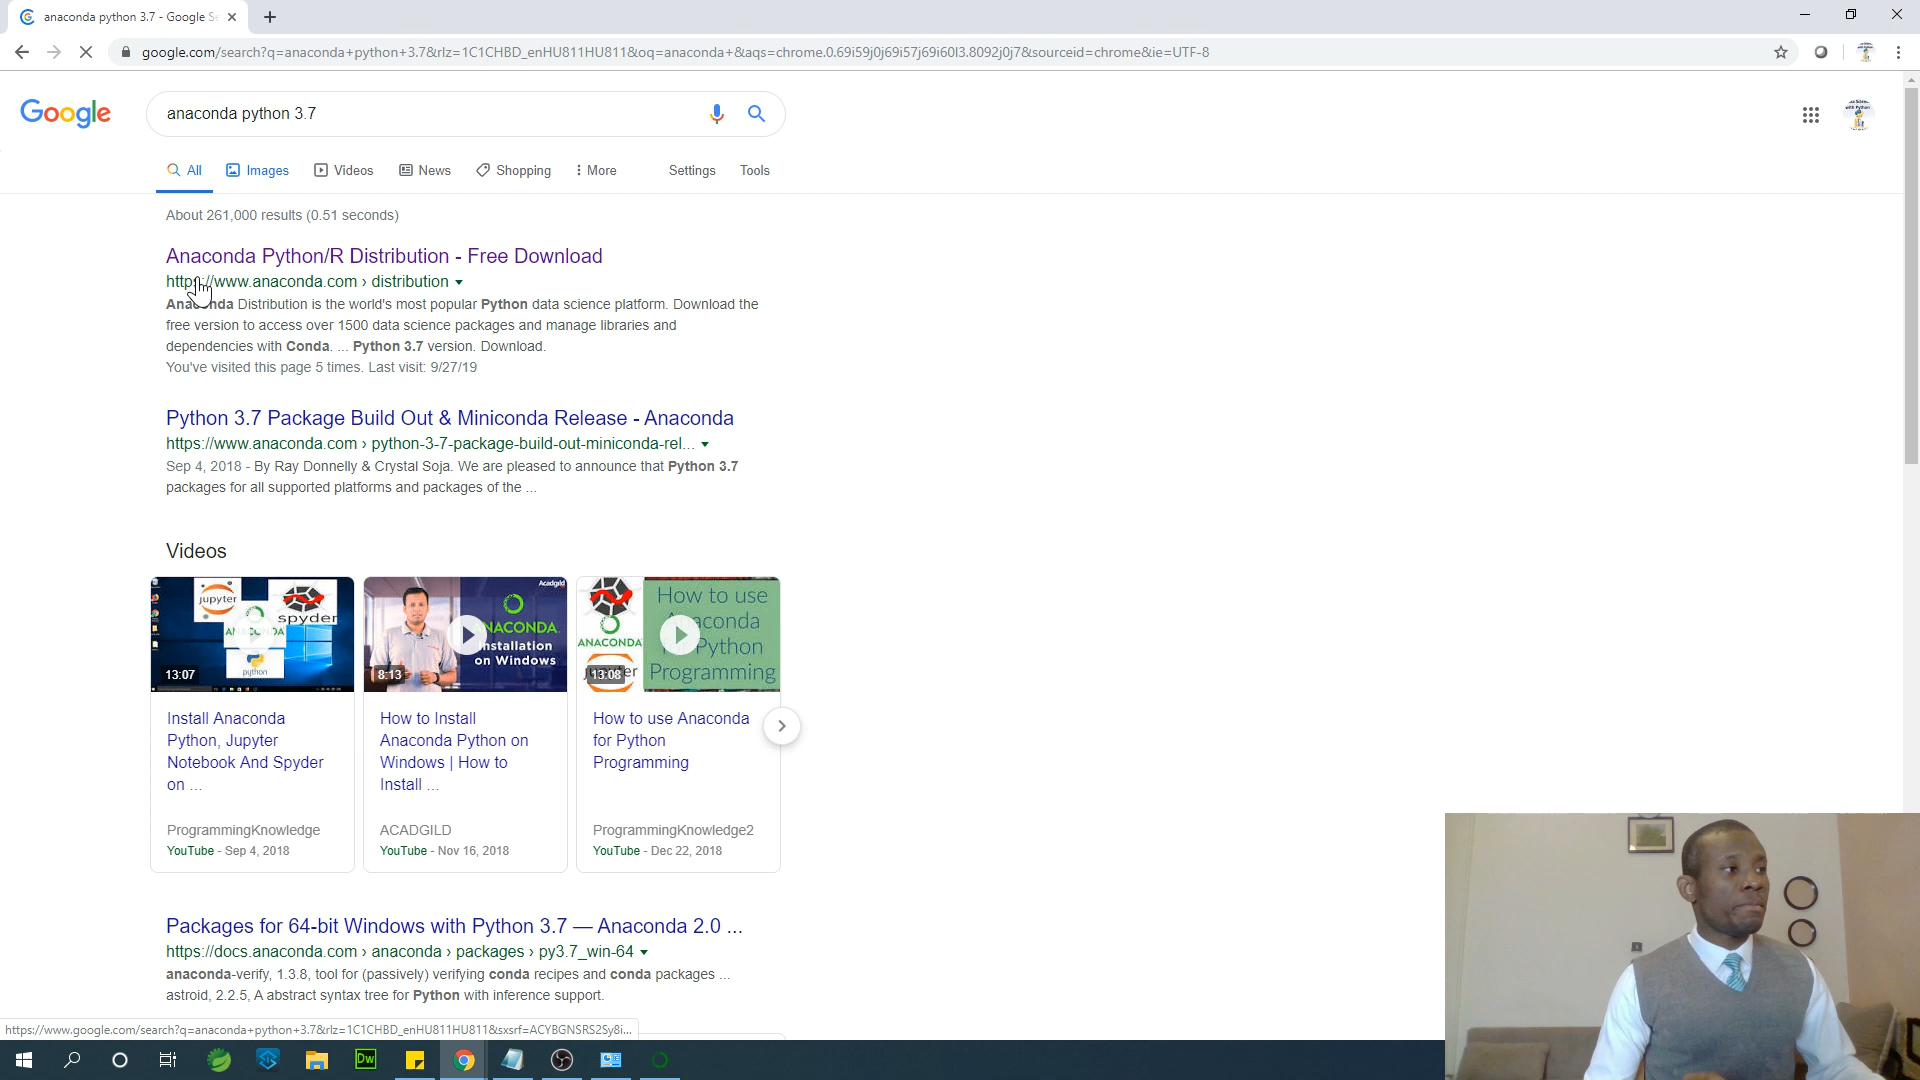 anaconda python 3.7 - Google Se
google.com/search?q=anaconda+python+3.7&rlz=1C1CHBD_enHU811HU811&oq=anaconda+&aqs=chrome.0.69i59j0j69i57j69i60l3.8092j0j7&sourceid=chrome&ie=UTF-8
Google
anaconda python 3.7
All Images Videos News Shopping More Settings Tools
About 261,000 results (0.51 seconds)
Anaconda Python/R Distribution - Free Download
https://www.anaconda.com › distribution
Anaconda Distribution is the world's most popular Python data science platform. Download the
free version to access over 1500 data science packages and manage libraries and
dependencies with Conda. ... Python 3.7 version. Download.
You've visited this page 5 times. Last visit: 9/27/19
Python 3.7 Package Build Out & Miniconda Release - Anaconda
https://www.anaconda.com › python-3-7-package-build-out-miniconda-rel...
Sep 4, 2018 - By Ray Donnelly & Crystal Soja. We are pleased to announce that Python 3.7
packages for all supported platforms and packages of the ...
Videos
jupyter
spyder
ANACONDA
python
13:07
Acadgild
ANACONDA
Installation
on Windows
8:13
How to use
Anaconda
for Python
Programming
ANACONDA
jupyter
13:08
Install Anaconda
Python, Jupyter
Notebook And Spyder
on ...
ProgrammingKnowledge
YouTube - Sep 4, 2018
How to Install
Anaconda Python on
Windows | How to
Install ...
ACADGILD
YouTube - Nov 16, 2018
How to use Anaconda
for Python
Programming
ProgrammingKnowledge2
YouTube - Dec 22, 2018
Packages for 64-bit Windows with Python 3.7 — Anaconda 2.0 ...
https://docs.anaconda.com › anaconda › packages › py3.7_win-64
anaconda-verify, 1.3.8, tool for (passively) verifying conda recipes and conda packages ...
astroid, 2.2.5, A abstract syntax tree for Python with inference support.
https://www.google.com/search?q=anaconda+python+3.7&rlz=1C1CHBD_enHU811HU811&sxsrf=ACYBGNSRS2Sy8i...
Dw